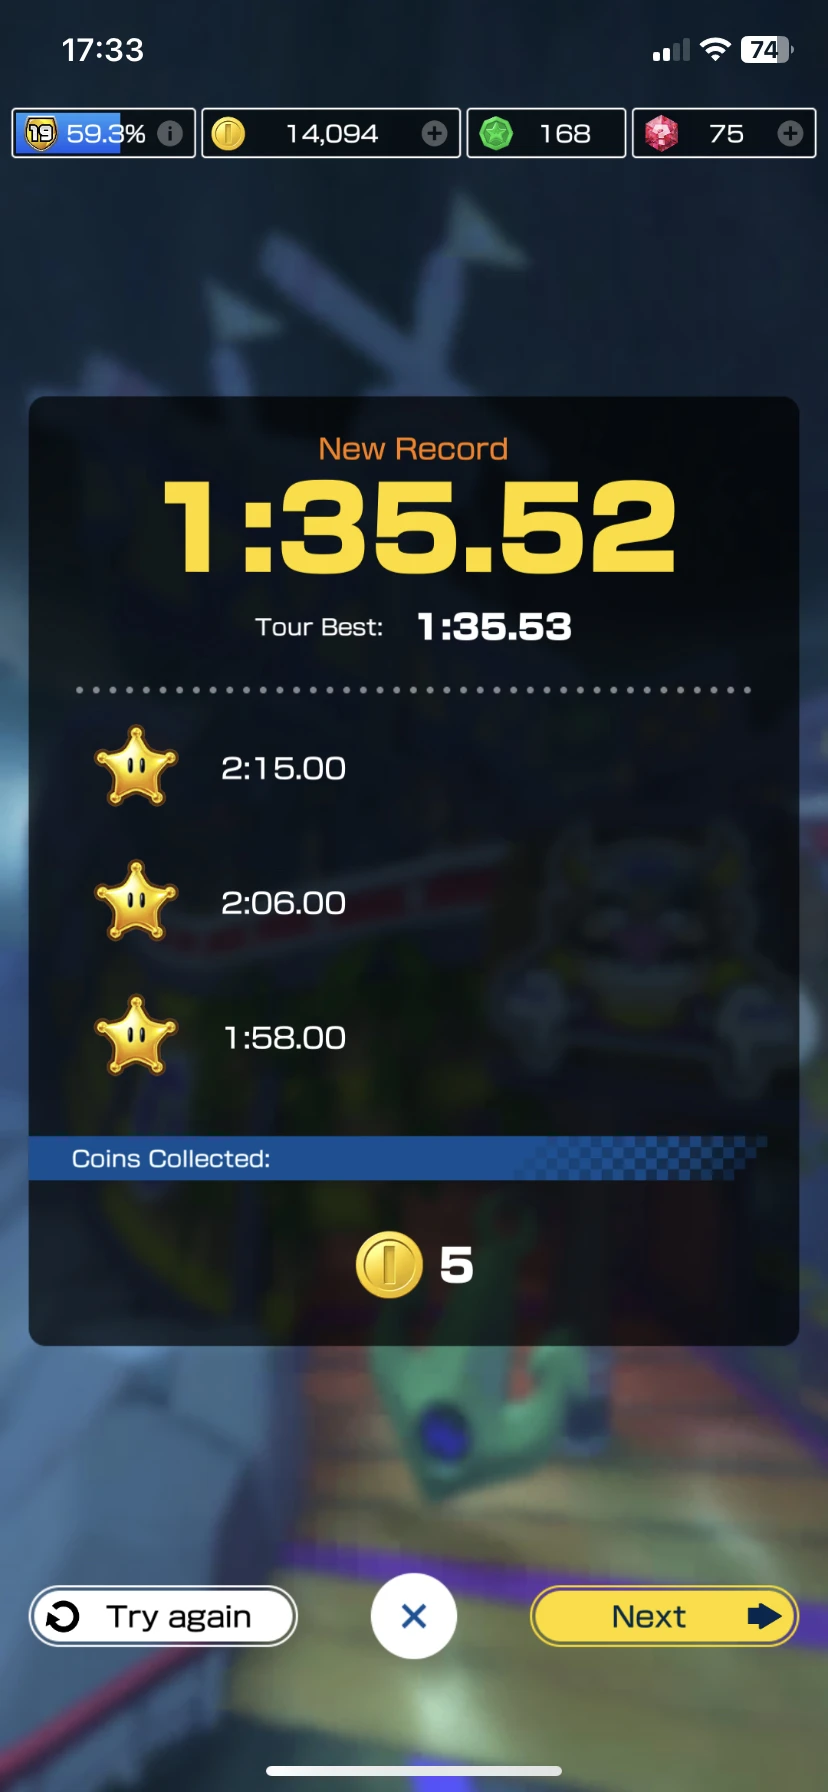 17:33
74
19 59.3% i 14,094 + 168 ? 75 +
New Record
1:35.52
Tour Best: 1:35.53
2:15.00
2:06.00
1:58.00
Coins Collected:
5
Try again
Next